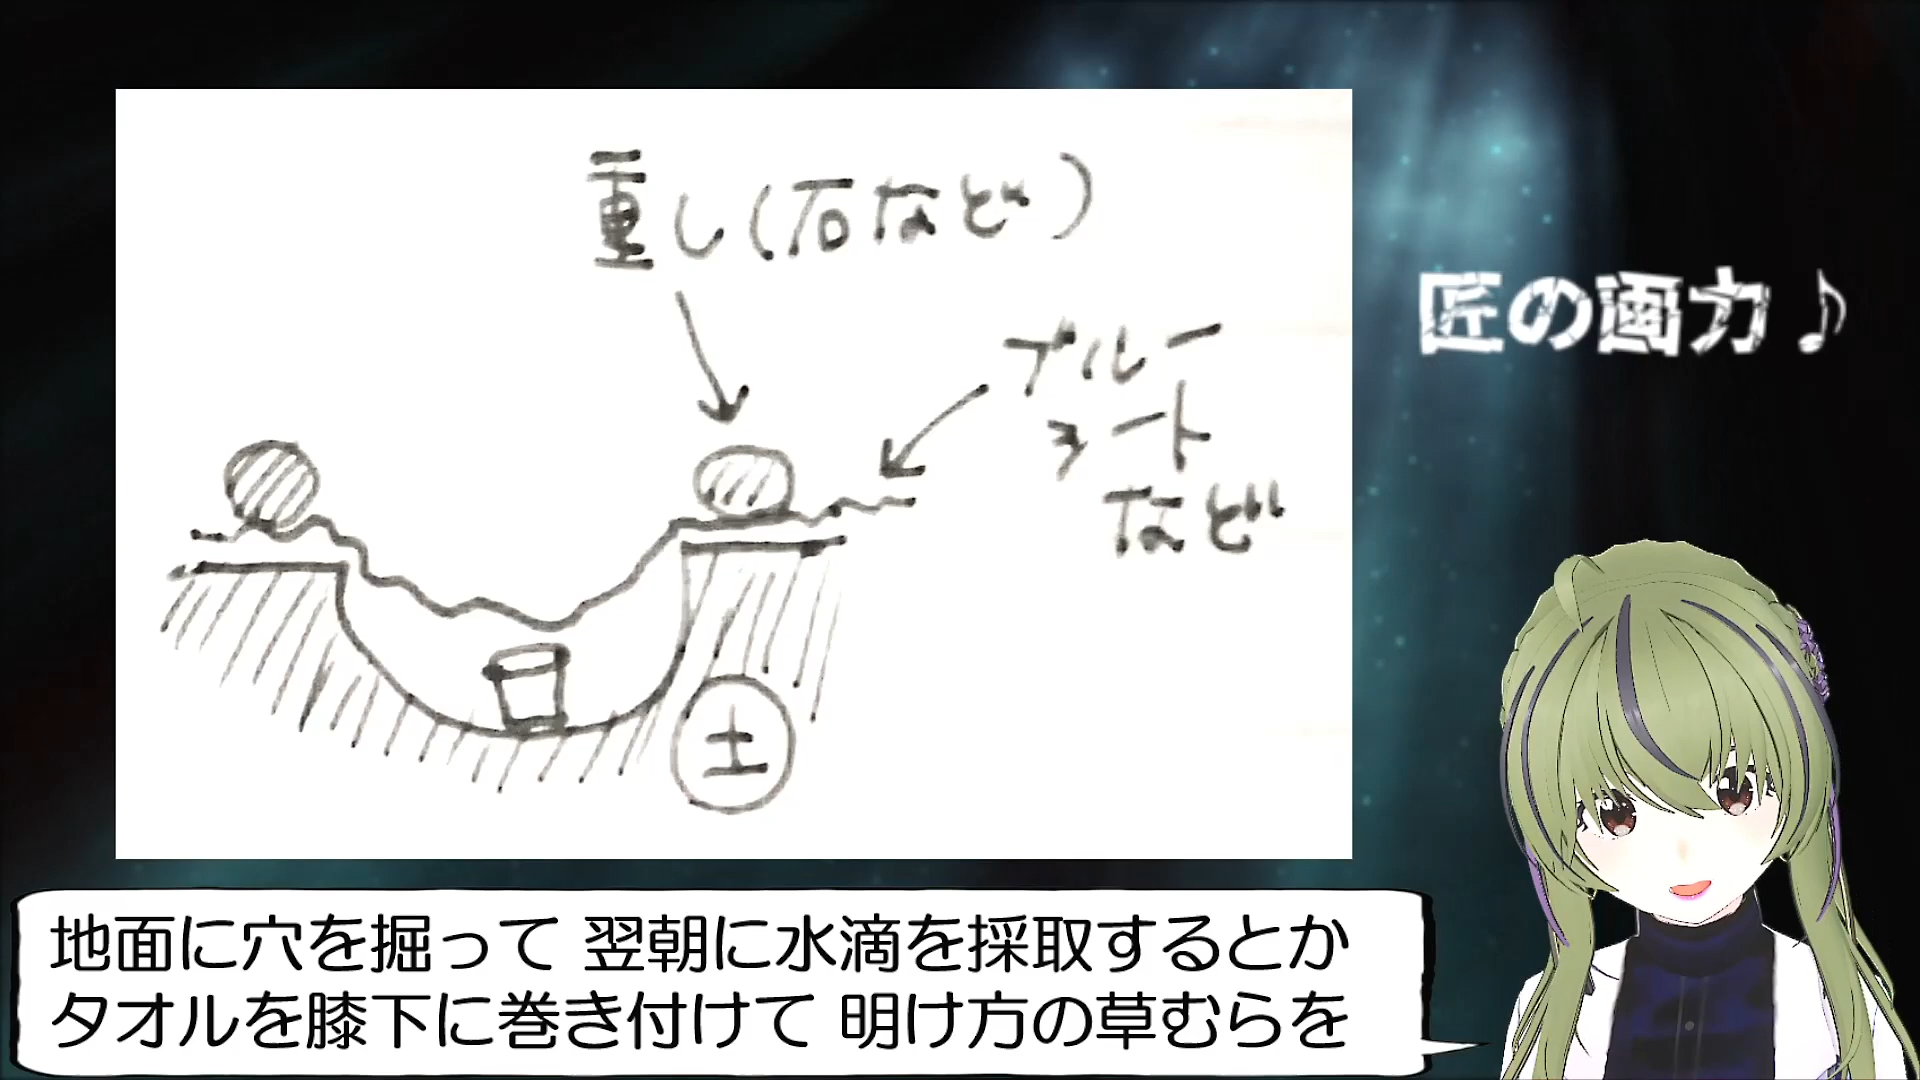 重し(石など)
ブルー
シート
など
土
匠の画力♪
地面に穴を掘って 翌朝に水滴を採取するとか
タオルを膝下に巻き付けて 明け方の草むらを